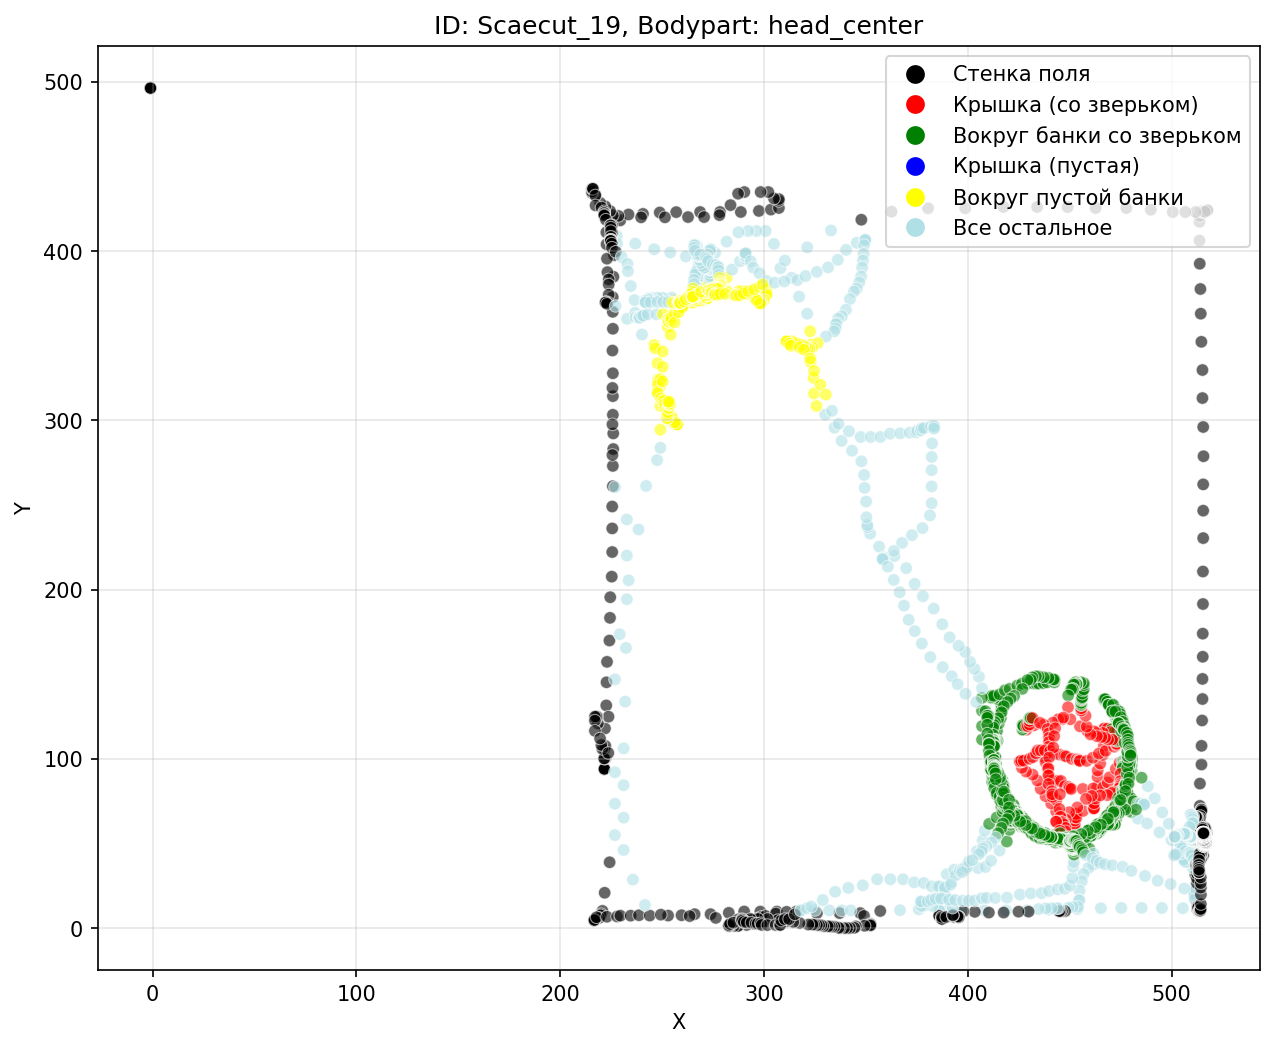 ID: Scaecut_19, Bodypart: head_center
Стенка поля
Крышка (со зверьком)
Вокруг банки со зверьком
Крышка (пустая)
Вокруг пустой банки
Все остальное
500
400
300
200
100
0
Y
0 100 200 300 400 500
X